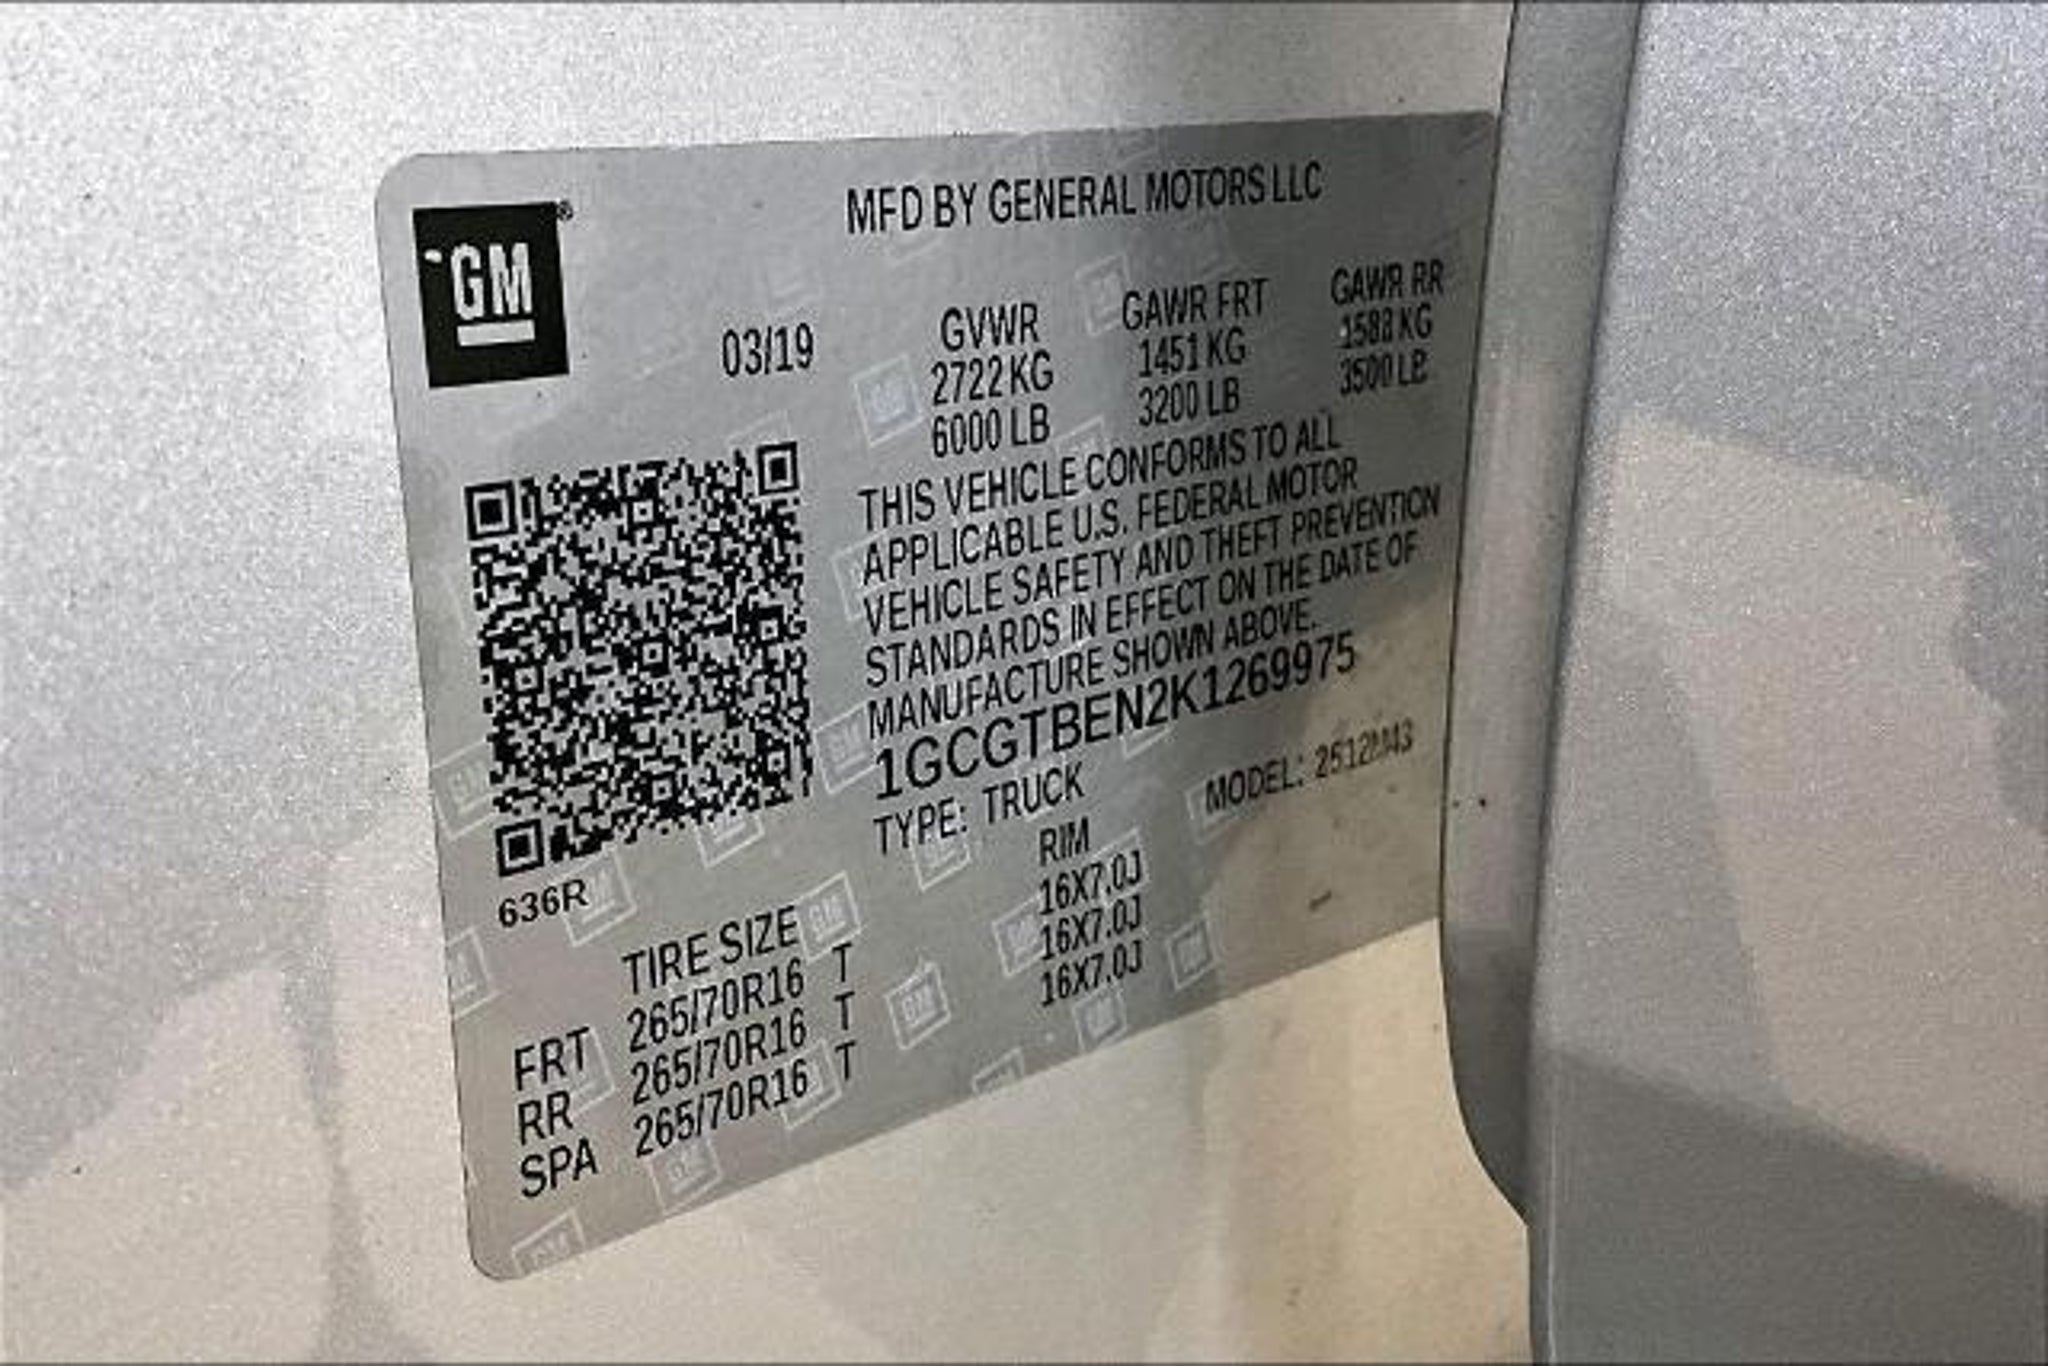 GM
®
MFD BY GENERAL MOTORS LLC
03/19 GVWR GAWR FRT GAWR RR
2722 KG 1451 KG 1588 KG
6000 LB 3200 LB 3500 LB
THIS VEHICLE CONFORMS TO ALL
APPLICABLE U.S. FEDERAL MOTOR
VEHICLE SAFETY AND THEFT PREVENTION
STANDARDS IN EFFECT ON THE DATE OF
MANUFACTURE SHOWN ABOVE.
1GCGTBEN2K1269975
TYPE: TRUCK MODEL:
636R
TIRE SIZE RIM
FRT 265/70R16 T 16X7.0J
RR 265/70R16 T 16X7.0J
SPA 265/70R16 T 16X7.0J